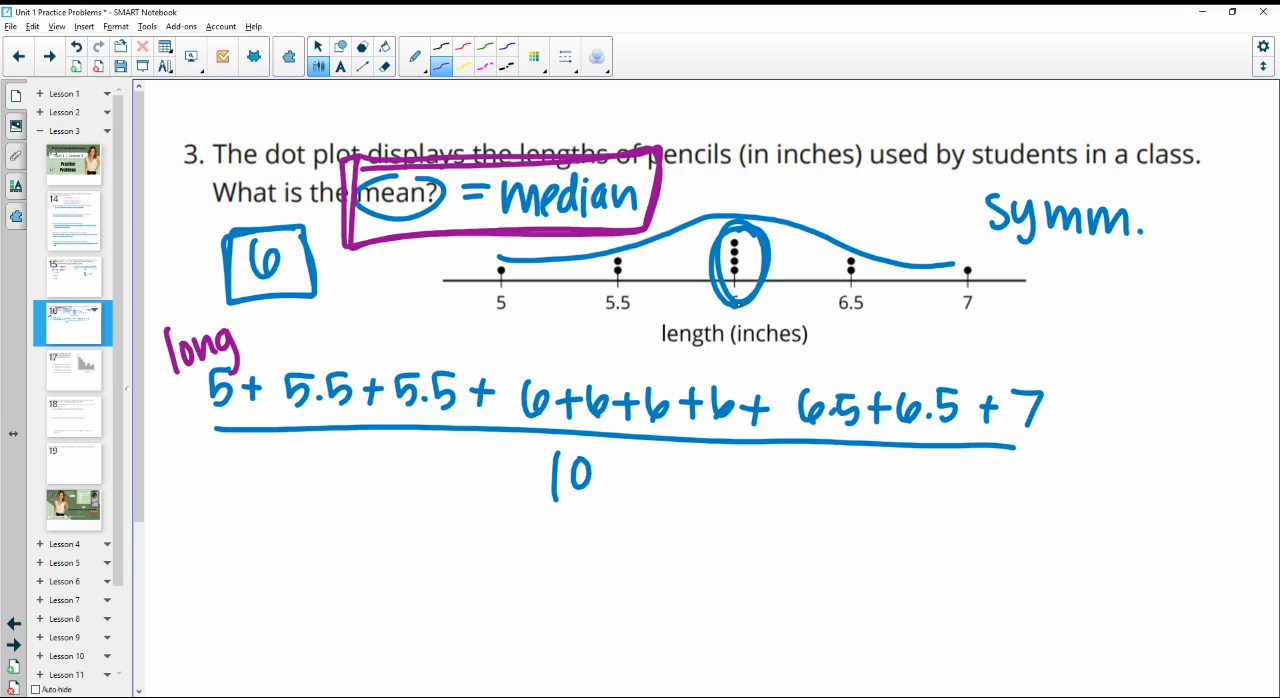 Unit 1 Practice Problems * - SMART Notebook
File Edit View Insert Format Tools Add-ons Account Help
Lesson 1
Lesson 2
Lesson 3
14
15
16
17
18
19
Lesson 4
Lesson 5
Lesson 6
Lesson 7
Lesson 8
Lesson 9
Lesson 10
Lesson 11
Auto-hide
3. The dot plot displays the lengths of pencils (in inches) used by students in a class.
What is the mean? = median
symm.
6
5 5.5 6 6.5 7
length (inches)
long
5 + 5.5 + 5.5 + 6 + 6 + 6 + 6 + 6.5 + 6.5 + 7
10